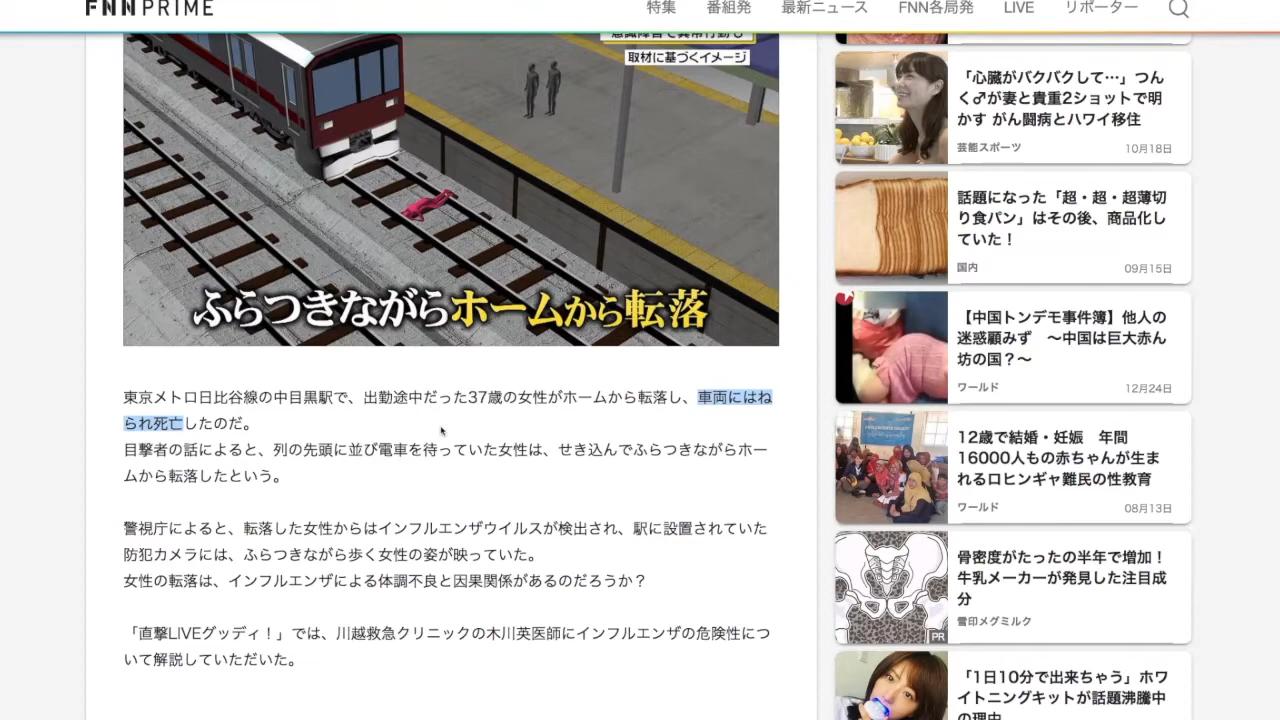 FNN PRIME
特集
番組発
最新ニュース
FNN各局発
LIVE
リポーター
意識障害で異常行動も
取材に基づくイメージ
ふらつきながらホームから転落
東京メトロ日比谷線の中目黒駅で、出勤途中だった37歳の女性がホームから転落し、車両にはね
られ死亡したのだ。
目撃者の話によると、列の先頭に並び電車を待っていた女性は、せき込んでふらつきながらホー
ムから転落したという。
警視庁によると、転落した女性からはインフルエンザウイルスが検出され、駅に設置されていた
防犯カメラには、ふらつきながら歩く女性の姿が映っていた。
女性の転落は、インフルエンザによる体調不良と因果関係があるのだろうか？
「直撃LIVEグッディ！」では、川越救急クリニックの木川英医師にインフルエンザの危険性につ
いて解説していただいた。
「心臓がバクバクして…」つん
く♂が妻と貴重2ショットで明
かす がん闘病とハワイ移住
芸能スポーツ
10月18日
話題になった「超・超・超薄切
り食パン」はその後、商品化し
ていた！
国内
09月15日
【中国トンデモ事件簿】他人の
迷惑顧みず　～中国は巨大赤ん
坊の国？～
ワールド
12月24日
12歳で結婚・妊娠　年間
16000人もの赤ちゃんが生ま
れるロヒンギャ難民の性教育
ワールド
08月13日
骨密度がたったの半年で増加！
牛乳メーカーが発見した注目成
分
雪印メグミルク
PR
「1日10分で出来ちゃう」ホワ
イトニングキットが話題沸騰中
の理由